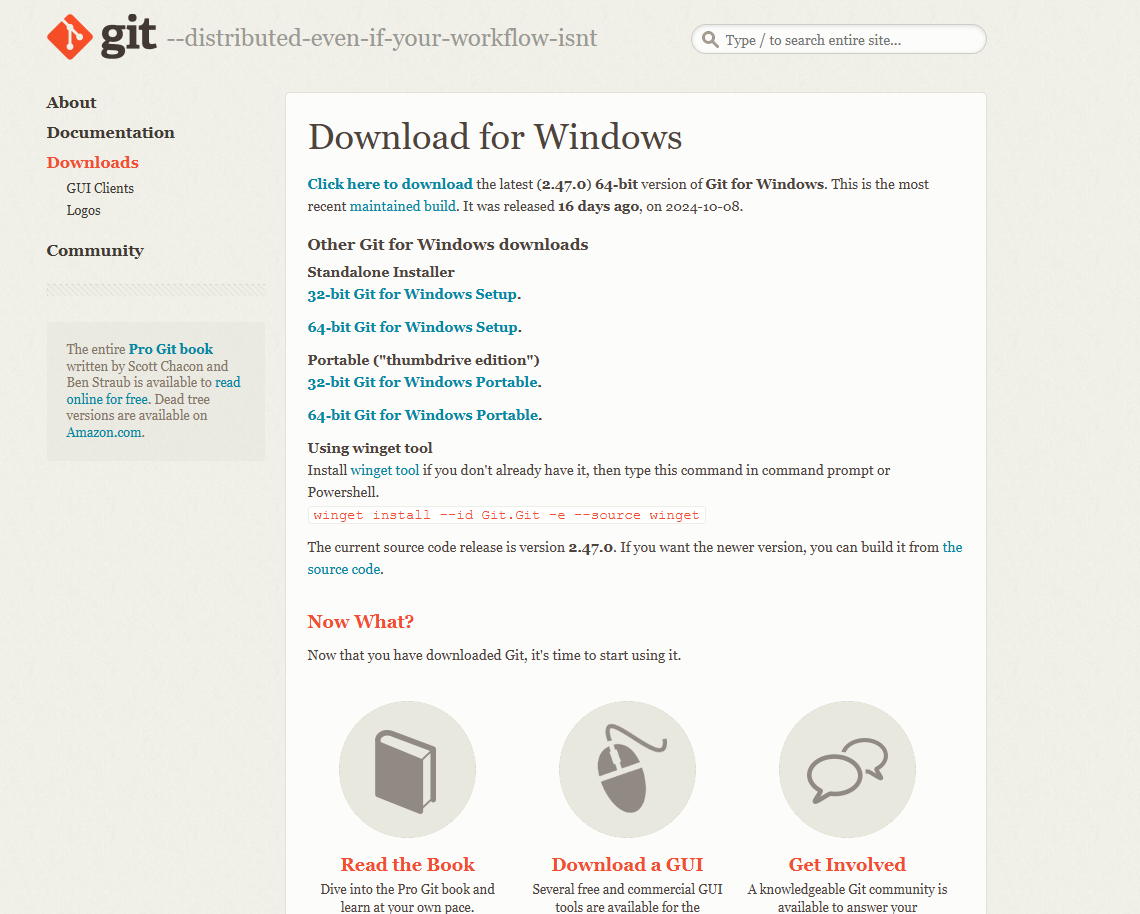 git --distributed-even-if-your-workflow-isnt
Type / to search entire site...
About
Documentation
Downloads
GUI Clients
Logos
Community
The entire Pro Git book
written by Scott Chacon and
Ben Straub is available to read
online for free. Dead tree
versions are available on
Amazon.com.
Download for Windows
Click here to download the latest (2.47.0) 64-bit version of Git for Windows. This is the most
recent maintained build. It was released 16 days ago, on 2024-10-08.
Other Git for Windows downloads
Standalone Installer
32-bit Git for Windows Setup.
64-bit Git for Windows Setup.
Portable ("thumbdrive edition")
32-bit Git for Windows Portable.
64-bit Git for Windows Portable.
Using winget tool
Install winget tool if you don't already have it, then type this command in command prompt or
Powershell.
winget install --id Git.Git -e --source winget
The current source code release is version 2.47.0. If you want the newer version, you can build it from the
source code.
Now What?
Now that you have downloaded Git, it's time to start using it.
Read the Book
Dive into the Pro Git book and
learn at your own pace.
Download a GUI
Several free and commercial GUI
tools are available for the
Get Involved
A knowledgeable Git community is
available to answer your